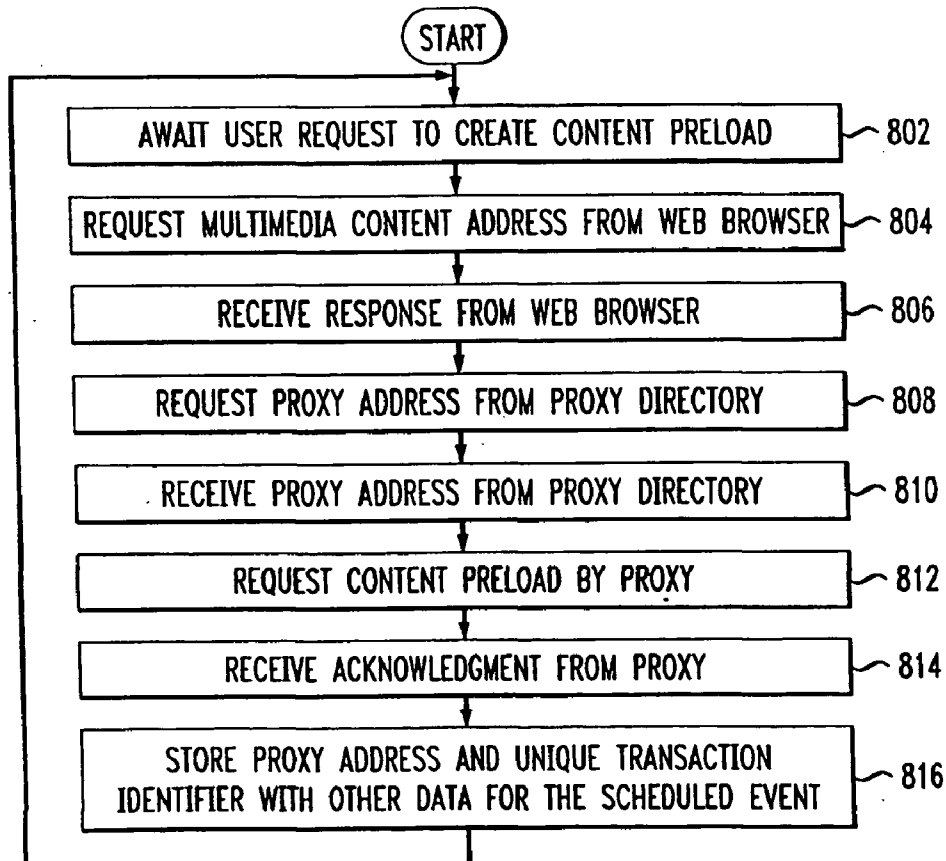 START
AWAIT USER REQUEST TO CREATE CONTENT PRELOAD 802
REQUEST MULTIMEDIA CONTENT ADDRESS FROM WEB BROWSER 804
RECEIVE RESPONSE FROM WEB BROWSER 806
REQUEST PROXY ADDRESS FROM PROXY DIRECTORY 808
RECEIVE PROXY ADDRESS FROM PROXY DIRECTORY 810
REQUEST CONTENT PRELOAD BY PROXY 812
RECEIVE ACKNOWLEDGMENT FROM PROXY 814
STORE PROXY ADDRESS AND UNIQUE TRANSACTION
IDENTIFIER WITH OTHER DATA FOR THE SCHEDULED EVENT 816